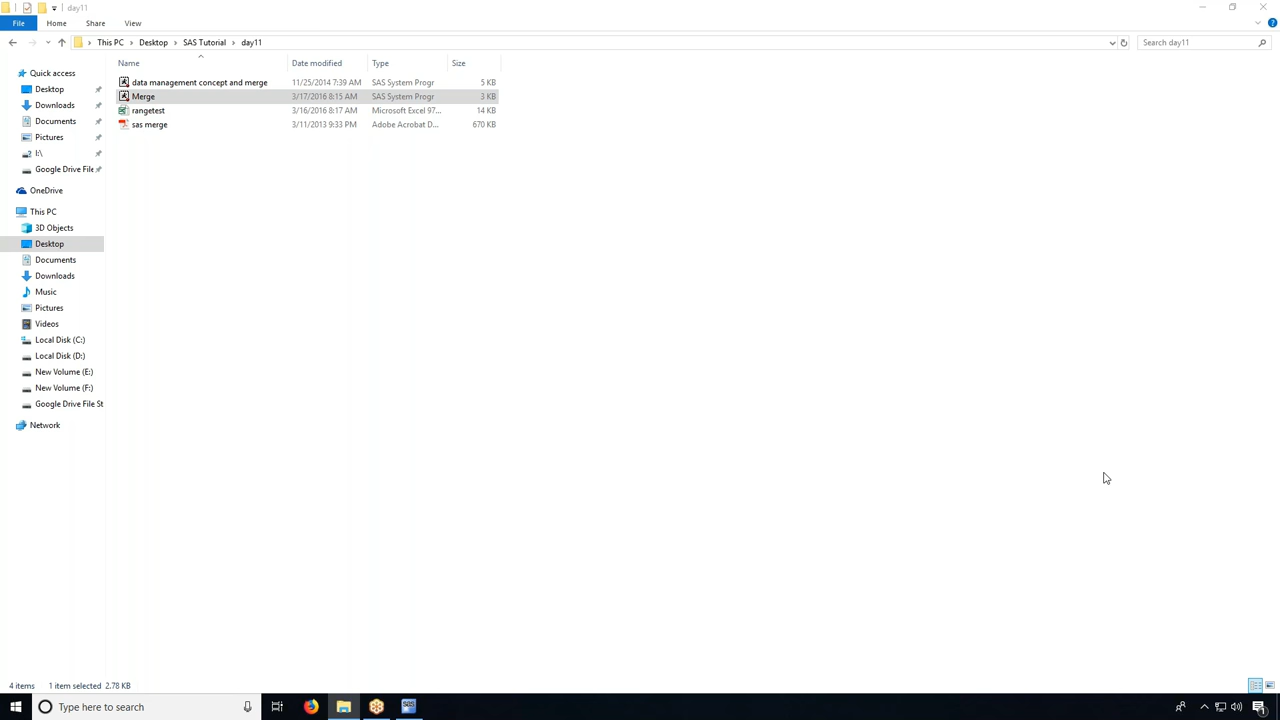 day11
File Home Share View
This PC Desktop SAS Tutorial day11 Search day11
Name Date modified Type Size
data management concept and merge 11/25/2014 7:39 AM SAS System Progr 5 KB
Merge 3/17/2016 8:15 AM SAS System Progr 3 KB
rangetest 3/16/2016 8:17 AM Microsoft Excel 97... 14 KB
sas merge 3/11/2013 9:33 PM Adobe Acrobat D... 670 KB
Quick access
Desktop
Downloads
Documents
Pictures
I:\
Google Drive File
OneDrive
This PC
3D Objects
Desktop
Documents
Downloads
Music
Pictures
Videos
Local Disk (C:)
Local Disk (D:)
New Volume (E:)
New Volume (F:)
Google Drive File St
Network
4 items 1 item selected 2.78 KB
Type here to search SAS 1